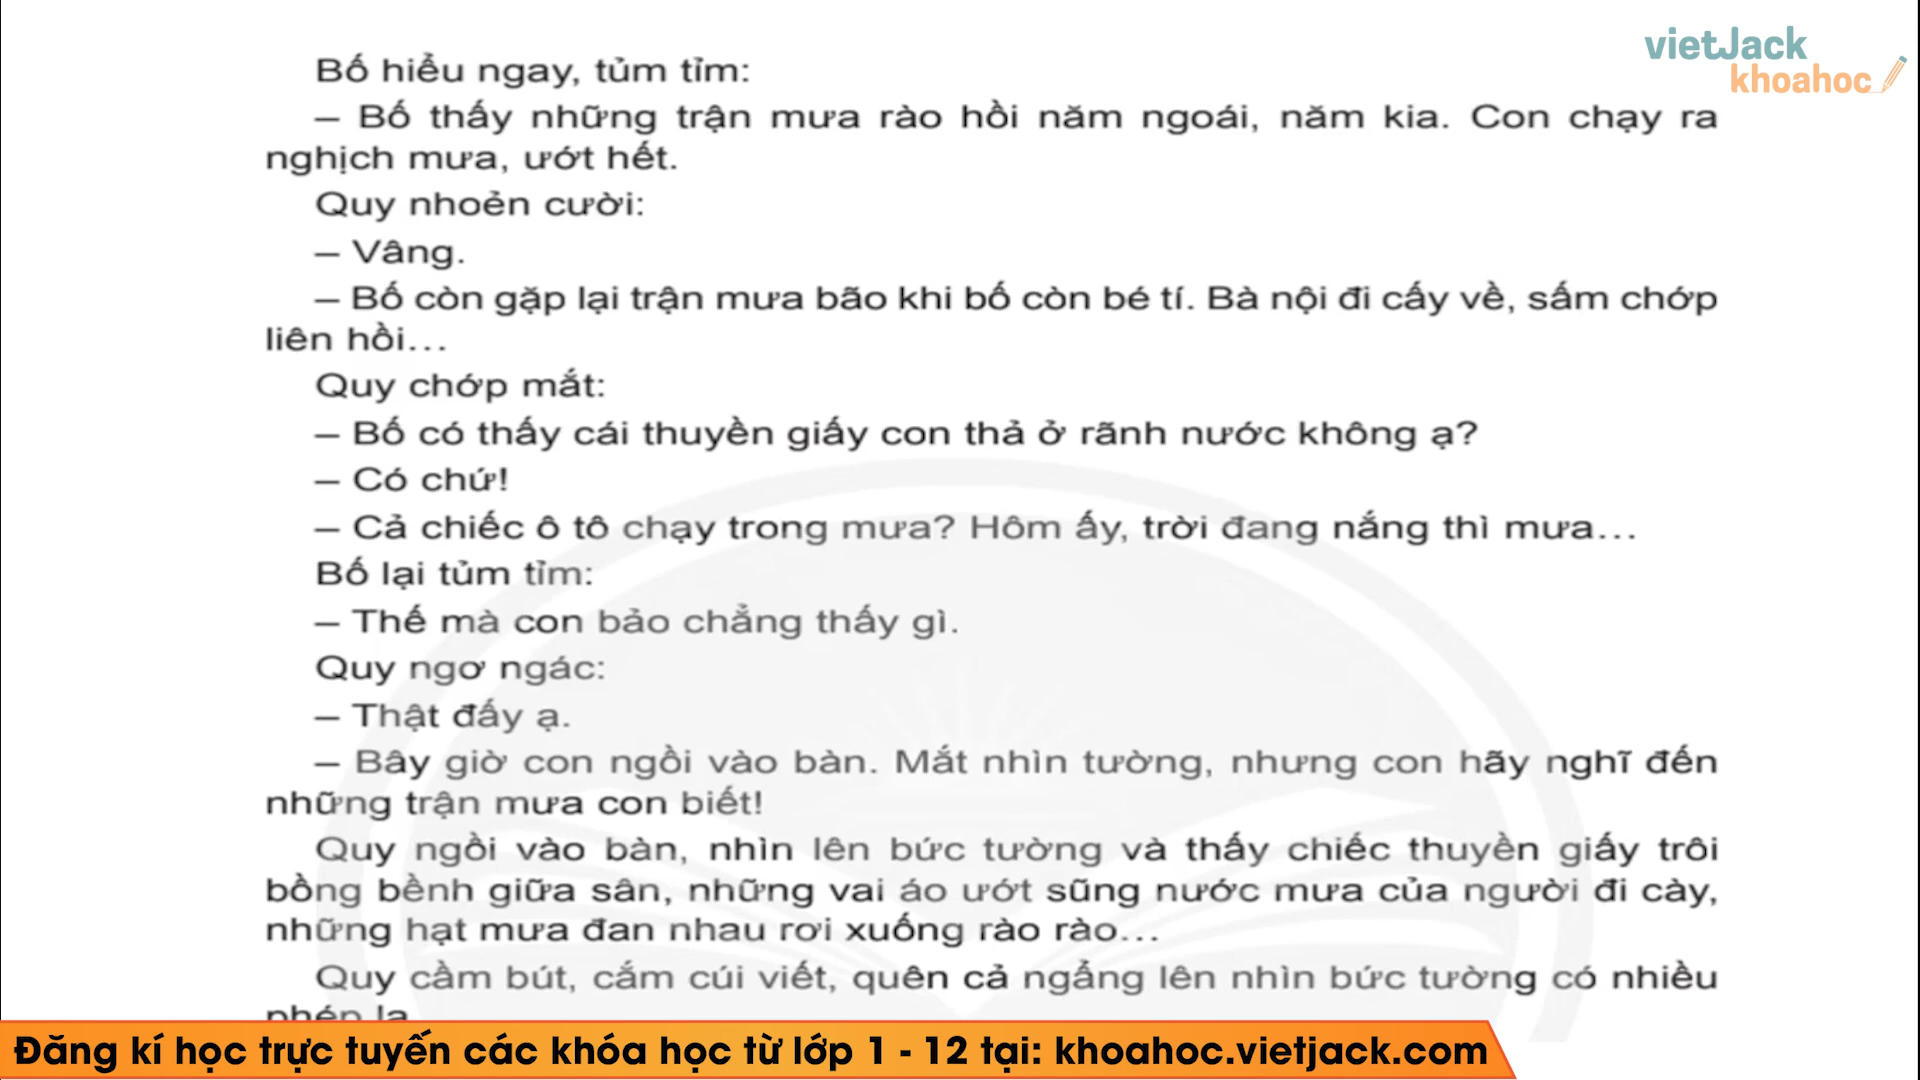 vietJack
khoahoc
Bố hiểu ngay, tủm tỉm:
– Bố thấy những trận mưa rào hồi năm ngoái, năm kia. Con chạy ra
nghịch mưa, ướt hết.
Quy nhoẻn cười:
– Vâng.
– Bố còn gặp lại trận mưa bão khi bố còn bé tí. Bà nội đi cấy về, sấm chớp
liên hồi...
Quy chớp mắt:
– Bố có thấy cái thuyền giấy con thả ở rãnh nước không ạ?
– Có chứ!
– Cả chiếc ô tô chạy trong mưa? Hôm ấy, trời đang nắng thì mưa...
Bố lại tủm tỉm:
– Thế mà con bảo chẳng thấy gì.
Quy ngơ ngác:
– Thật đấy ạ.
– Bây giờ con ngồi vào bàn. Mắt nhìn tường, nhưng con hãy nghĩ đến
những trận mưa con biết!
Quy ngồi vào bàn, nhìn lên bức tường và thấy chiếc thuyền giấy trôi
bồng bềnh giữa sân, những vai áo ướt sũng nước mưa của người đi cày,
những hạt mưa đan nhau rơi xuống rào rào...
Quy cầm bút, cắm cúi viết, quên cả ngẩng lên nhìn bức tường có nhiều
phép lạ
Đăng kí học trực tuyến các khóa học từ lớp 1 - 12 tại: khoahoc.vietjack.com